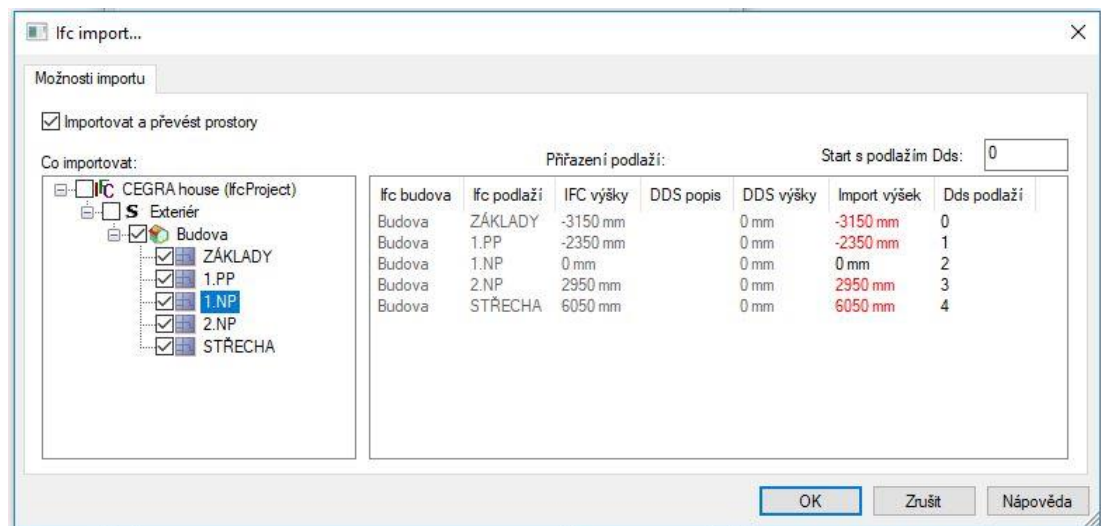 Ifc import...
Možnosti importu
Importovat a převést prostory
Co importovat:
Přiřazení podlaží:
Start s podlažím Dds: 0
IFC CEGRA house (IfcProject)
S Exteriér
Budova
ZÁKLADY
1.PP
1.NP
2.NP
STŘECHA
Ifc budova Ifc podlaží IFC výšky DDS popis DDS výšky Import výšek Dds podlaží
Budova ZÁKLADY -3150 mm 0 mm -3150 mm 0
Budova 1.PP -2350 mm 0 mm -2350 mm 1
Budova 1.NP 0 mm 0 mm 0 mm 2
Budova 2.NP 2950 mm 0 mm 2950 mm 3
Budova STŘECHA 6050 mm 0 mm 6050 mm 4
OK Zrušit Nápověda